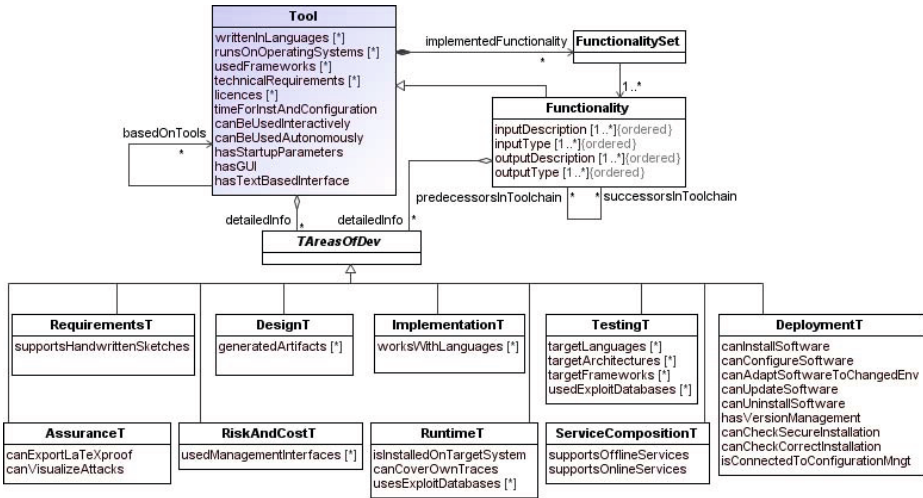 Tool
writtenInLanguages [*]
runsOnOperatingSystems [*]
usedFrameworks [*]
technicalRequirements [*]
licences [*]
timeForInstAndConfiguration
canBeUsedInteractively
canBeUsedAutonomously
hasStartupParameters
hasGUI
hasTextBasedInterface
implementedFunctionality
*
FunctionalitySet
1..*
Functionality
inputDescription [1..*]{ordered}
inputType [1..*]{ordered}
outputDescription [1..*]{ordered}
outputType [1..*]{ordered}
basedOnTools
*
predecessorsInToolchain * * successorsInToolchain
detailedInfo *
detailedInfo *
TAreasOfDev
RequirementsT
supportsHandwrittenSketches
DesignT
generatedArtifacts [*]
ImplementationT
worksWithLanguages [*]
TestingT
targetLanguages [*]
targetArchitectures [*]
targetFrameworks [*]
usedExploitDatabases [*]
DeploymentT
canInstallSoftware
canConfigureSoftware
canAdaptSoftwareToChangedEnv
canUpdateSoftware
canUninstallSoftware
hasVersionManagement
canCheckSecureInstallation
canCheckCorrectInstallation
isConnectedToConfigurationMngt
AssuranceT
canExportLaTeXproof
canVisualizeAttacks
RiskAndCostT
usedManagementInterfaces [*]
RuntimeT
isInstalledOnTargetSystem
canCoverOwnTraces
usesExploitDatabases [*]
ServiceCompositionT
supportsOfflineServices
supportsOnlineServices